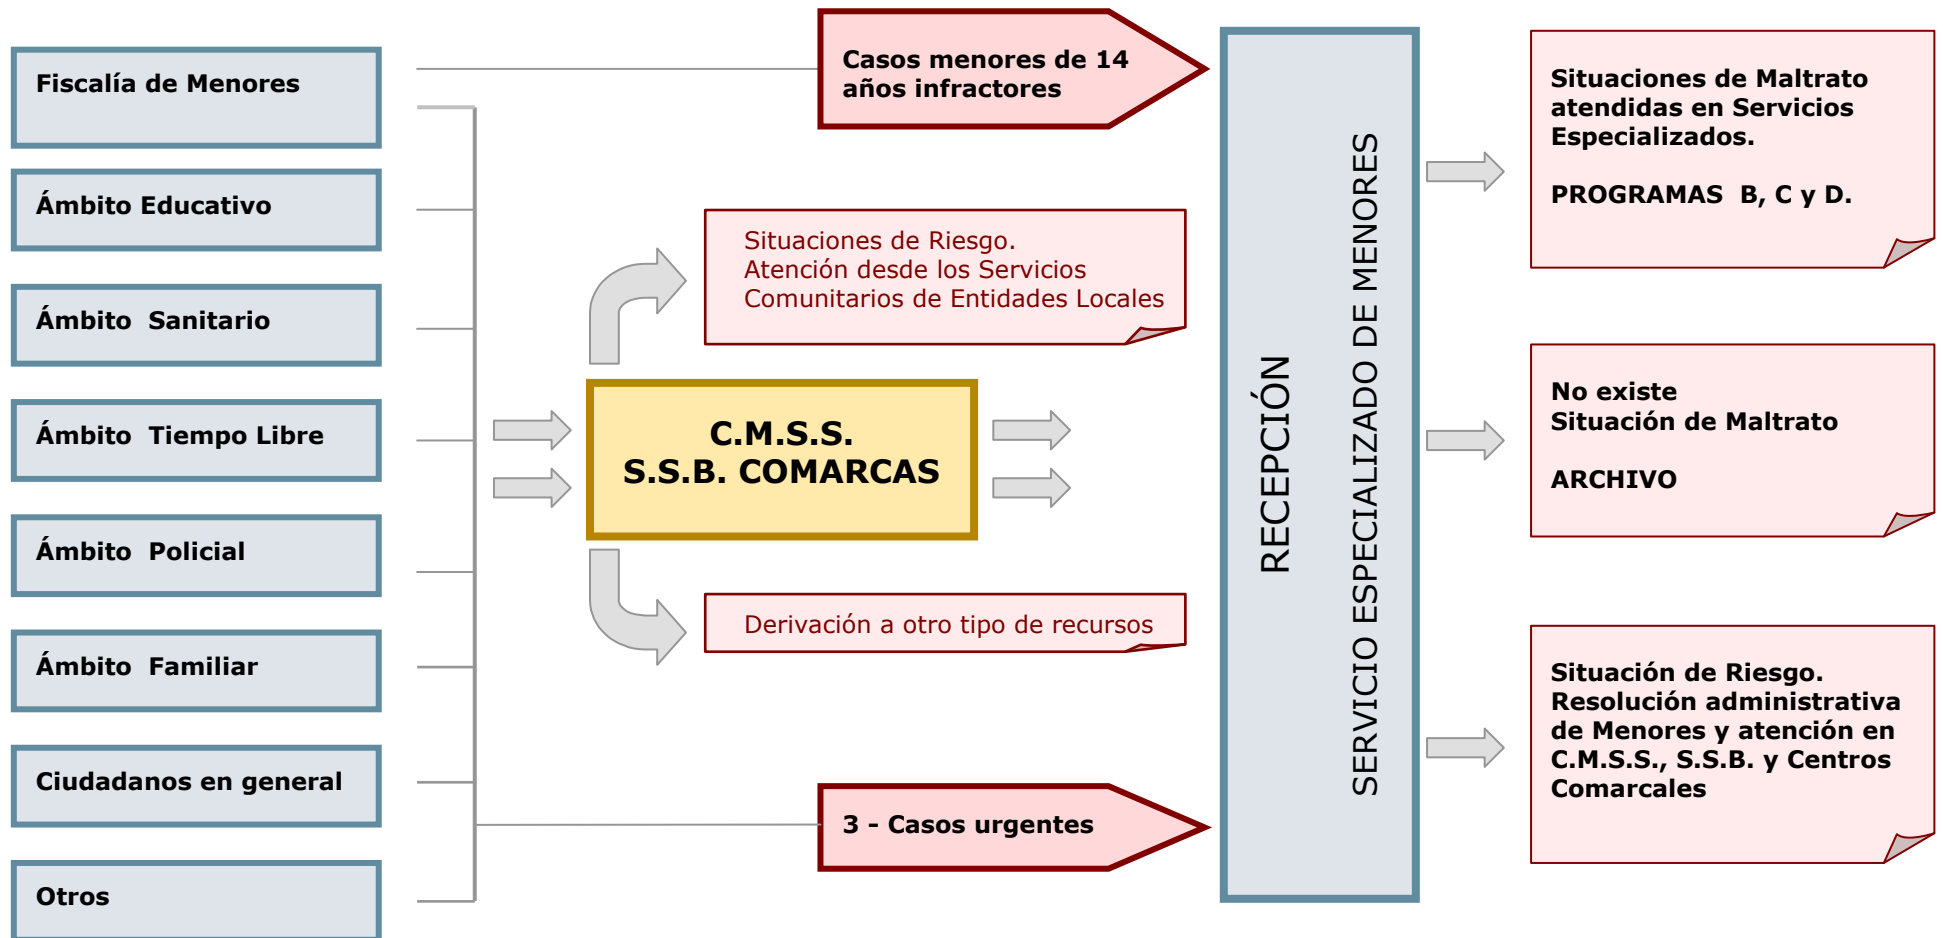 Fiscalía de Menores
Ámbito Educativo
Ámbito Sanitario
Ámbito Tiempo Libre
Ámbito Policial
Ámbito Familiar
Ciudadanos en general
Otros
Casos menores de 14
años infractores
Situaciones de Riesgo.
Atención desde los Servicios
Comunitarios de Entidades Locales
C.M.S.S.
S.S.B. COMARCAS
Derivación a otro tipo de recursos
3 - Casos urgentes
RECEPCIÓN
SERVICIO ESPECIALIZADO DE MENORES
Situaciones de Maltrato
atendidas en Servicios
Especializados.
PROGRAMAS B, C y D.
No existe
Situación de Maltrato
ARCHIVO
Situación de Riesgo.
Resolución administrativa
de Menores y atención en
C.M.S.S., S.S.B. y Centros
Comarcales